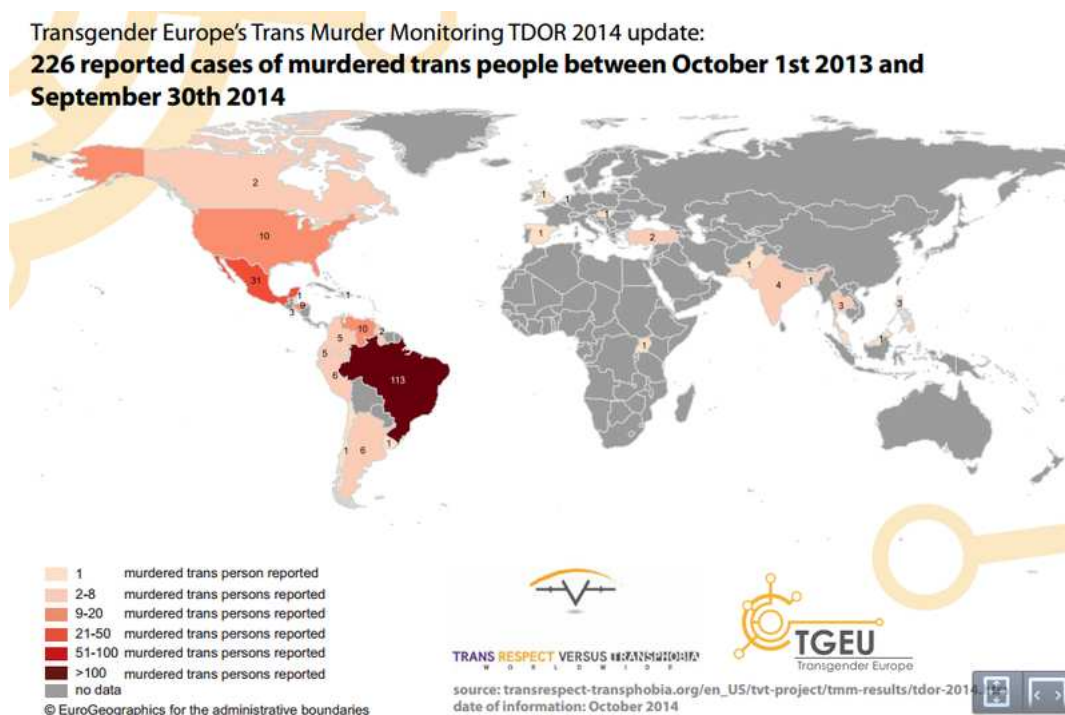 Transgender Europe's Trans Murder Monitoring TDOR 2014 update:
226 reported cases of murdered trans people between October 1st 2013 and
September 30th 2014
2
10
31
1
1
9
3
10
2
5
5
6
113
1
6
1
1
1
1
1
2
1
4
1
3
3
1
1
1 murdered trans person reported
2-8 murdered trans persons reported
9-20 murdered trans persons reported
21-50 murdered trans persons reported
51-100 murdered trans persons reported
>100 murdered trans persons reported
no data
© EuroGeographics for the administrative boundaries
TRANS RESPECT VERSUS TRANSPHOBIA
WORLDWIDE
TGEU
Transgender Europe
source: transrespect-transphobia.org/en_US/tvt-project/tmm-results/tdor-2014.
date of information: October 2014